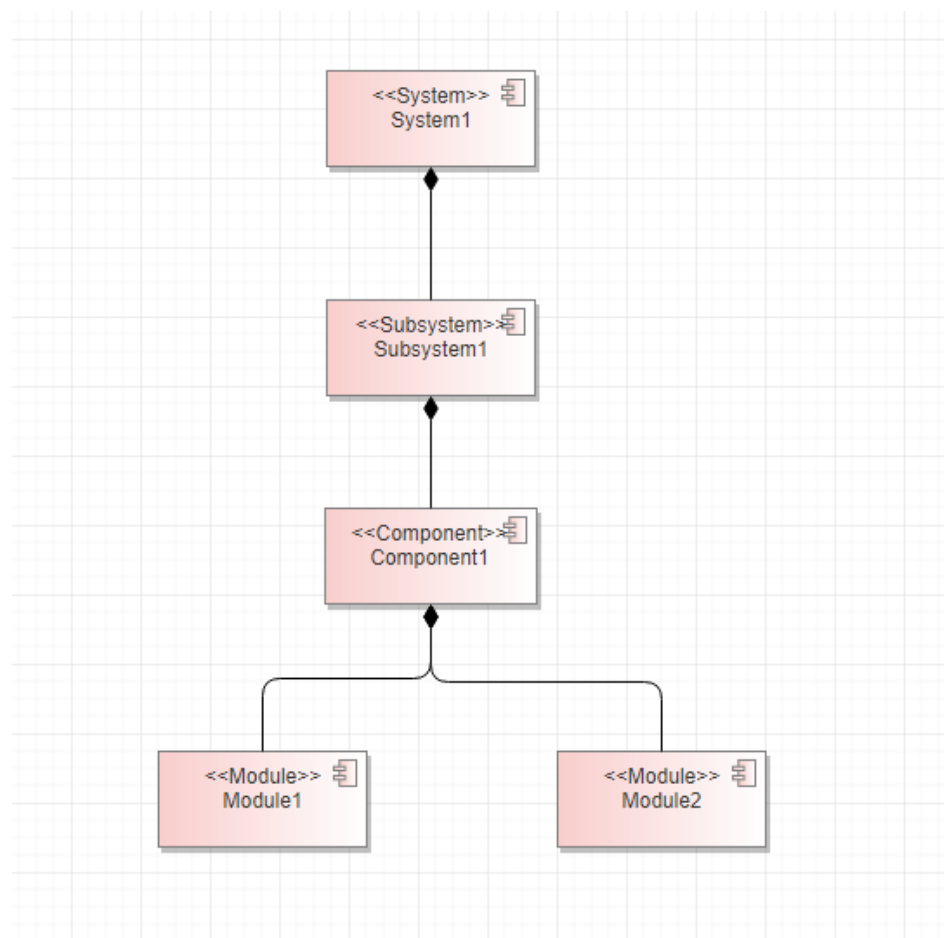 <<System>>
System1
<<Subsystem>>
Subsystem1
<<Component>>
Component1
<<Module>>
Module1
<<Module>>
Module2